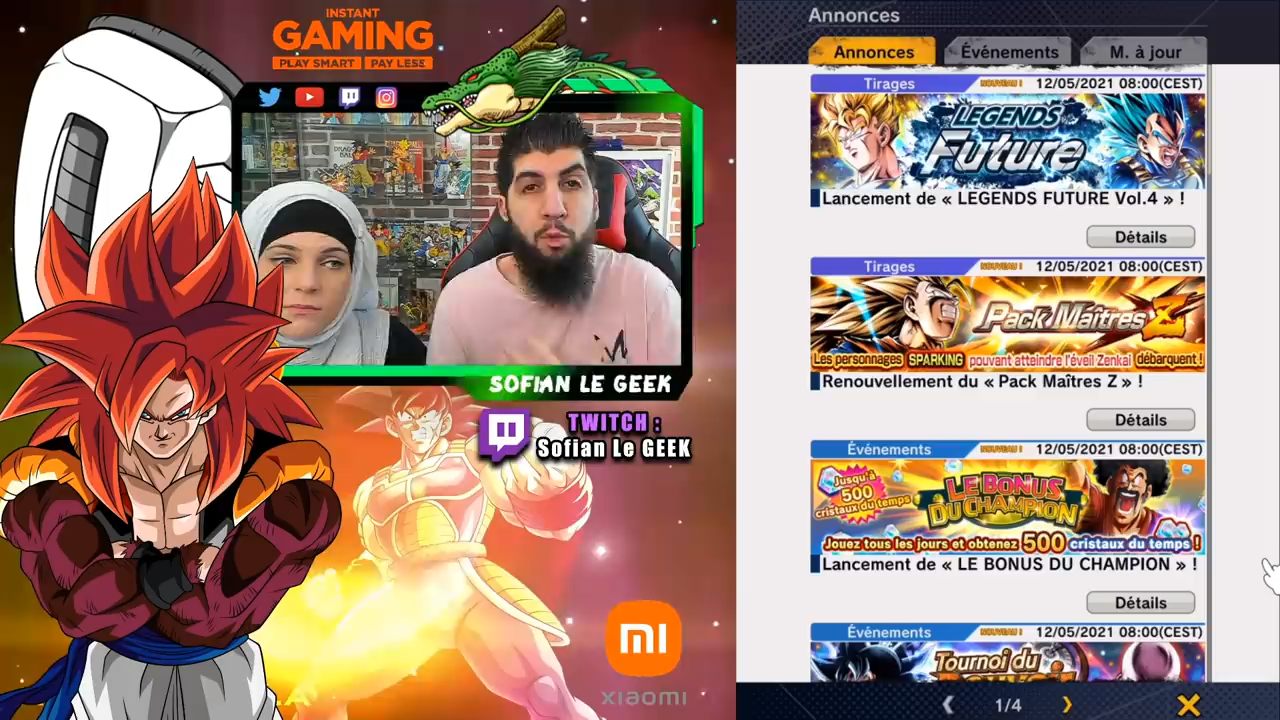 INSTANT
GAMING
PLAY SMART PAY LESS
SOFIAN LE GEEK
TWITCH :
Sofian Le GEEK
mi
xiaomi
Annonces
Annonces Événements M. à jour
Tirages NOUVEAU ! 12/05/2021 08:00(CEST)
LEGENDS
Future
Lancement de « LEGENDS FUTURE Vol.4 » !
Détails
Tirages NOUVEAU ! 12/05/2021 08:00(CEST)
Pack Maîtres Z
Les personnages SPARKING pouvant atteindre l'éveil Zenkai débarquent !
Renouvellement du « Pack Maîtres Z » !
Détails
Événements NOUVEAU ! 12/05/2021 08:00(CEST)
Jusqu'à
500
cristaux du temps
LE BONUS
DU CHAMPION
Jouez tous les jours et obtenez 500 cristaux du temps !
Lancement de « LE BONUS DU CHAMPION » !
Détails
Événements NOUVEAU ! 12/05/2021 08:00(CEST)
Tournoi du
1/4